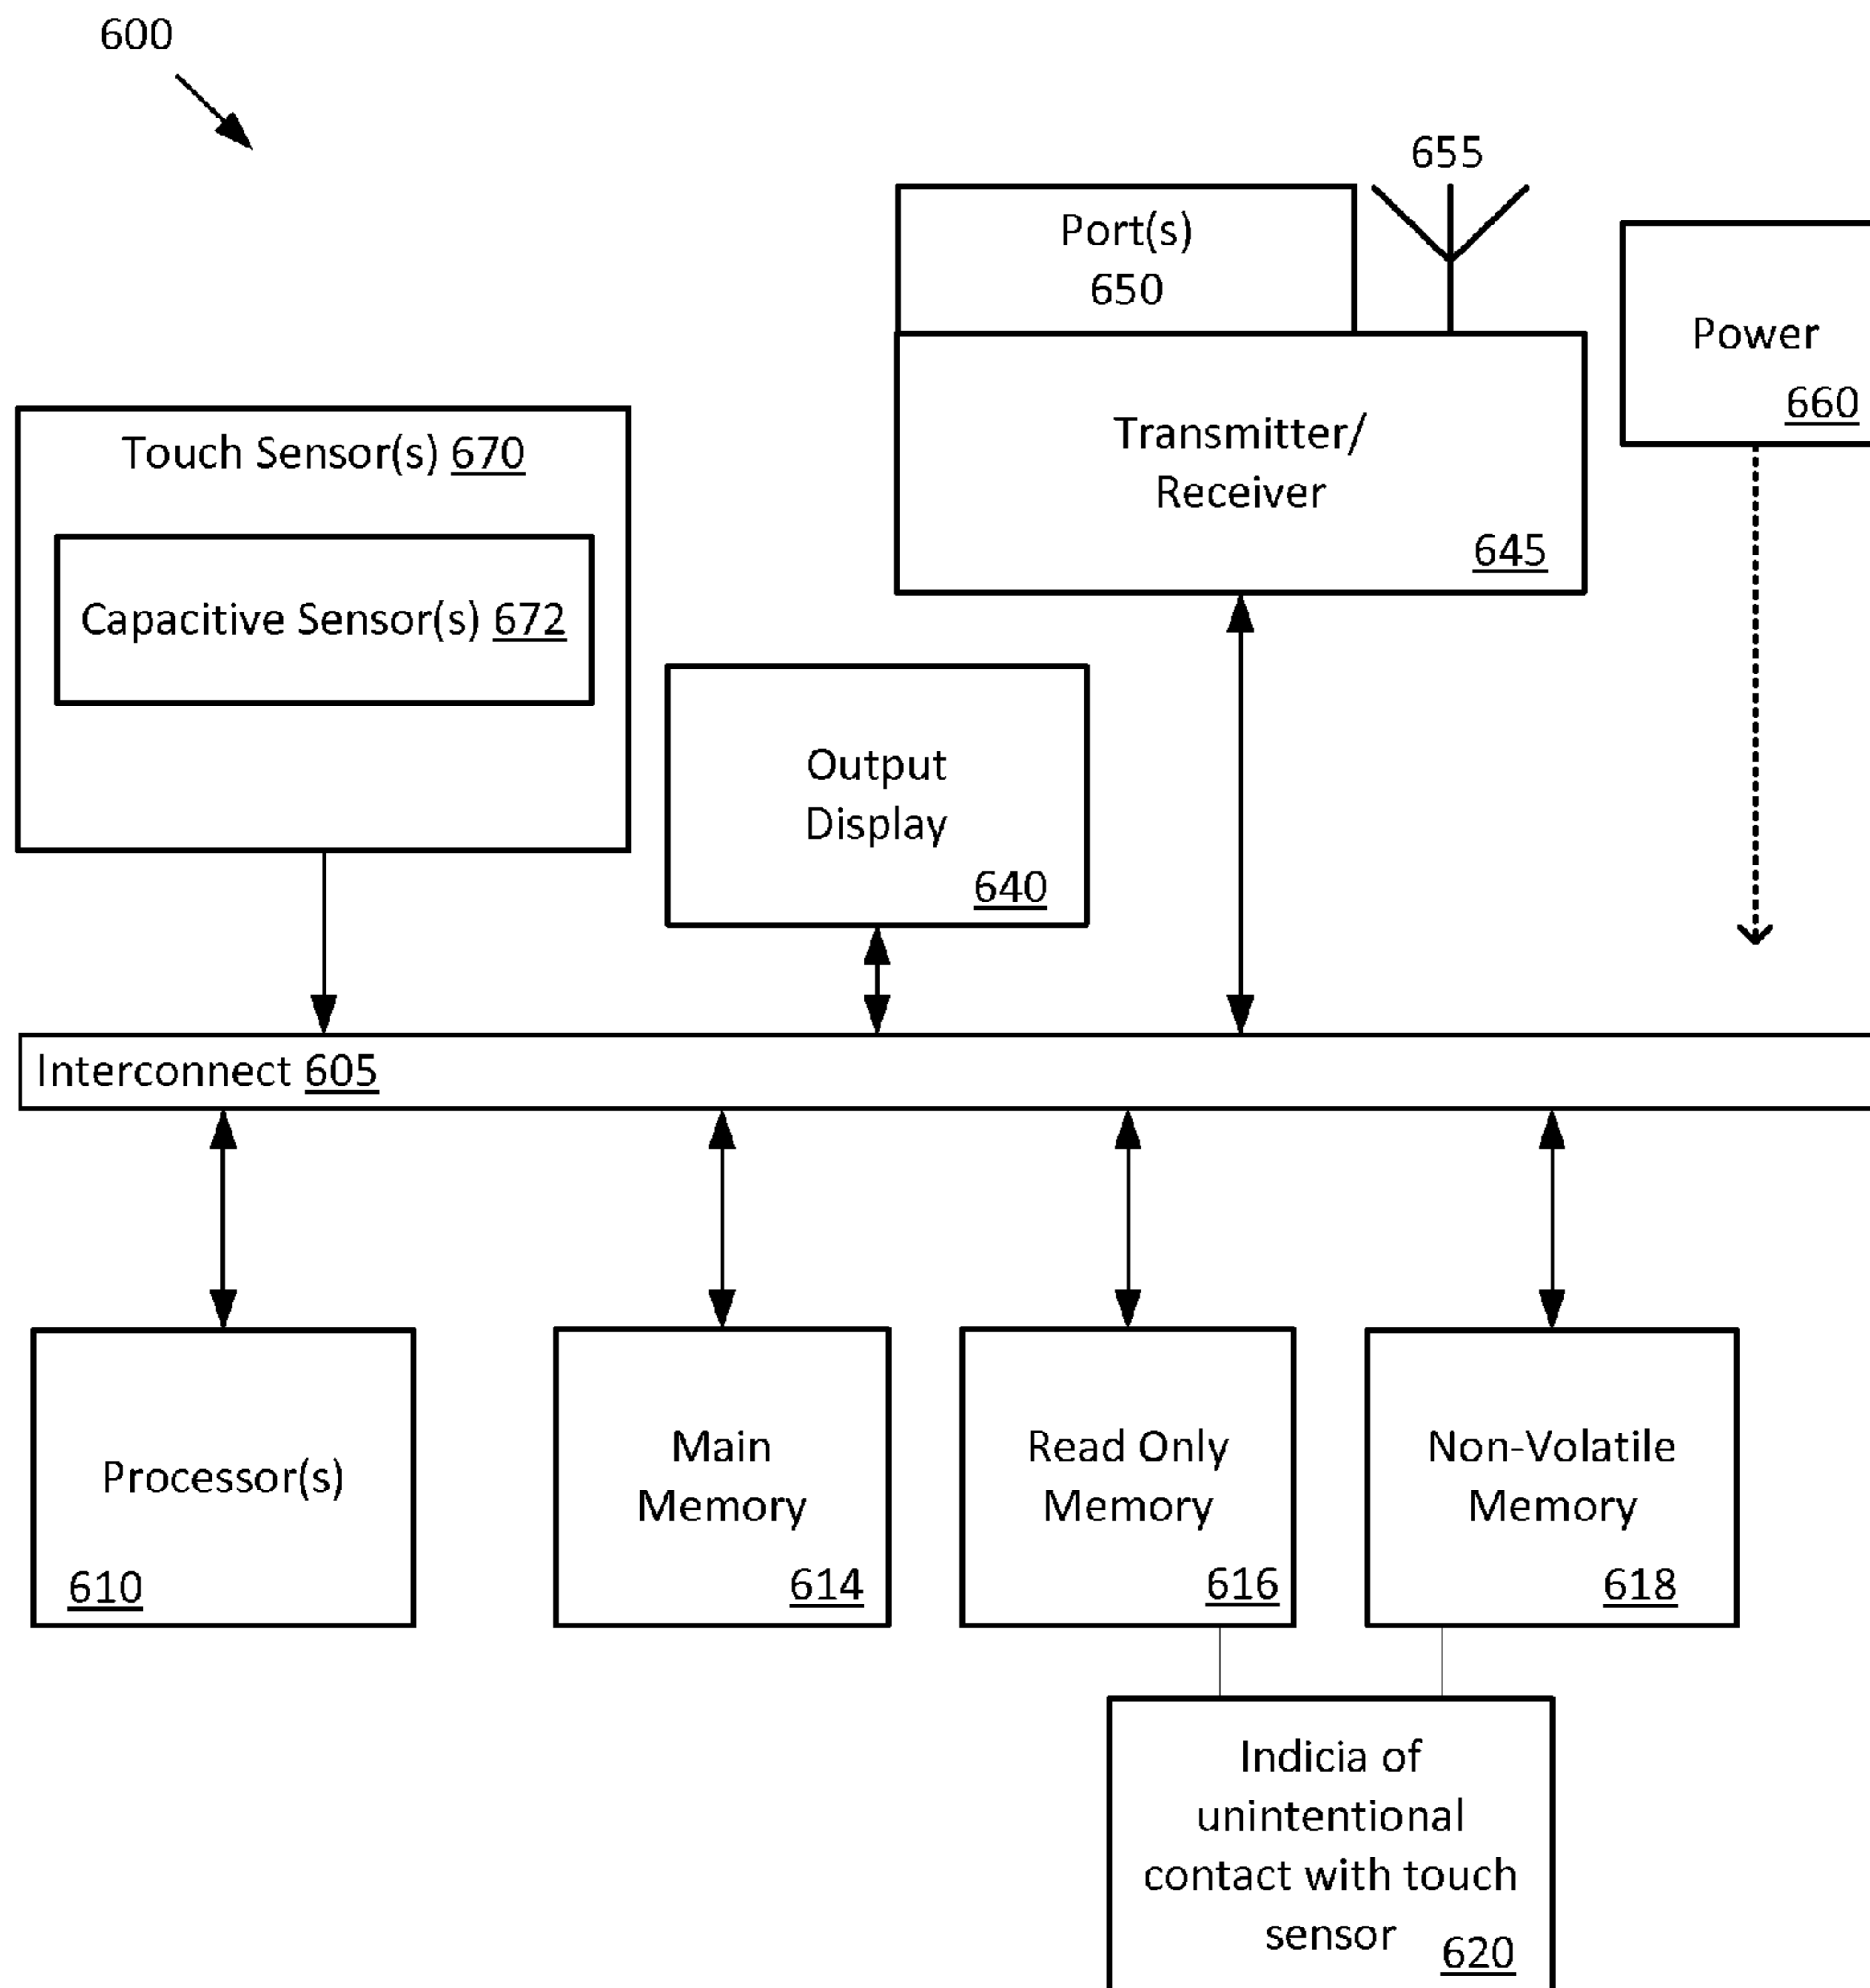 600
655
Port(s)
650
Power
660
Transmitter/
Receiver
645
Touch Sensor(s) 670
Capacitive Sensor(s) 672
Output
Display
640
Interconnect 605
Processor(s)
610
Main
Memory
614
Read Only
Memory
616
Non-Volatile
Memory
618
Indicia of
unintentional
contact with touch
sensor
620